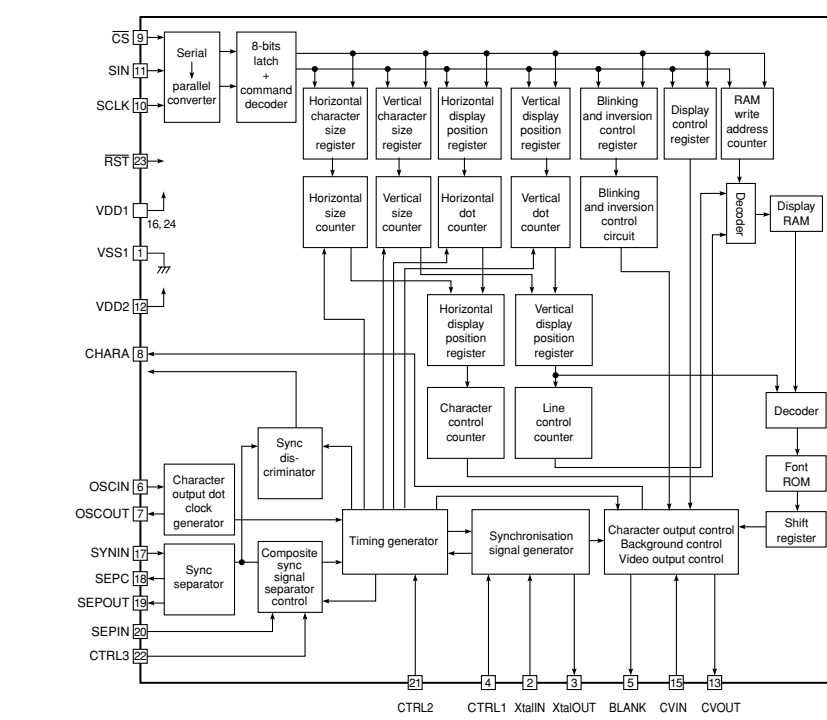 CS 9
SIN 11
SCLK 10
RST 23
VDD1
16, 24
VSS1 1
VDD2 12
CHARA 8
OSCIN 6
OSCOUT 7
SYNIN 17
SEPC 18
SEPOUT 19
SEPIN 20
CTRL3 22
Serial
parallel
converter
8-bits
latch
+
command
decoder
Horizontal
character
size
register
Vertical
character
size
register
Horizontal
display
position
register
Vertical
display
position
register
Blinking
and inversion
control
register
Display
control
register
RAM
write
address
counter
Horizontal
size
counter
Vertical
size
counter
Horizontal
dot
counter
Vertical
dot
counter
Blinking
and inversion
control
circuit
Decoder
Display
RAM
Horizontal
display
position
register
Vertical
display
position
register
Character
control
counter
Line
control
counter
Decoder
Font
ROM
Shift
register
Sync
dis-
criminator
Character
output dot
clock
generator
Sync
separator
Composite
sync
signal
separator
control
Timing generator
Synchronisation
signal generator
Character output control
Background control
Video output control
21 4 2 3 5 15 13
CTRL2 CTRL1 XtalIN XtalOUT BLANK CVIN CVOUT